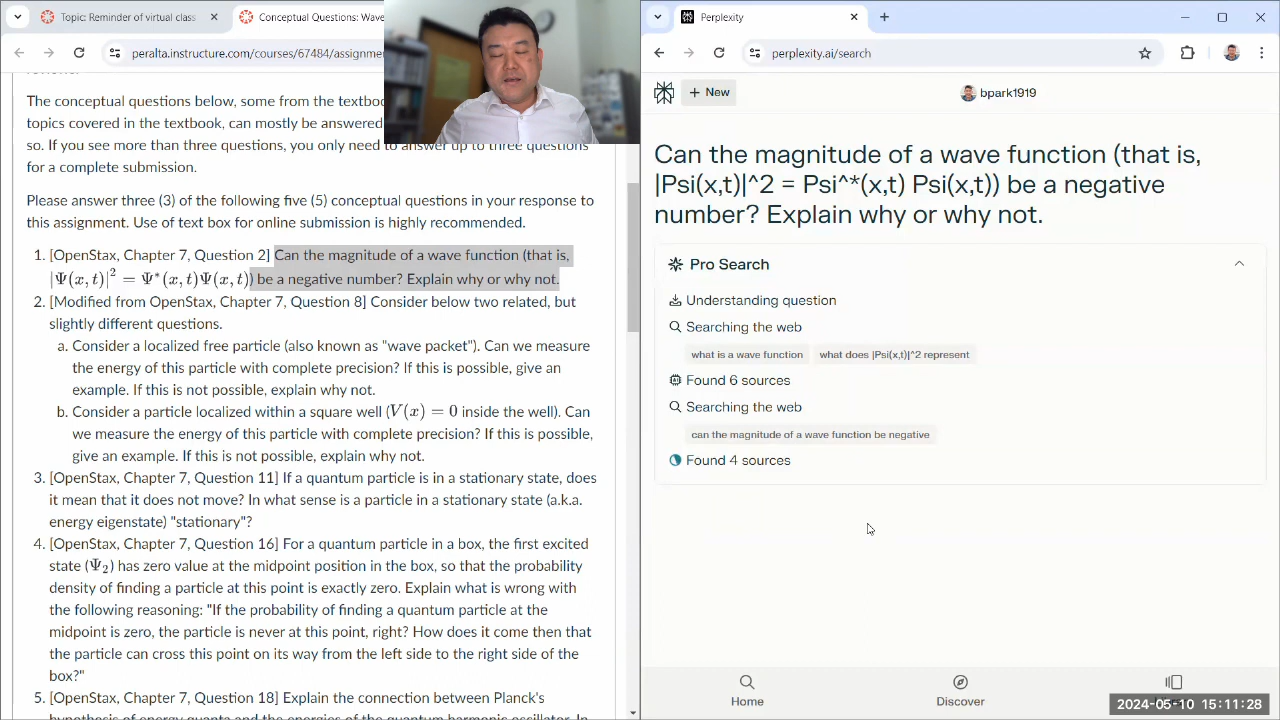 Topic: Reminder of virtual class
Conceptual Questions: Wave
peralta.instructure.com/courses/67484/assignme
The conceptual questions below, some from the textbo
topics covered in the textbook, can mostly be answered
so. If you see more than three questions, you only need to answer up to three questions
for a complete submission.
Please answer three (3) of the following five (5) conceptual questions in your response to
this assignment. Use of text box for online submission is highly recommended.
1. [OpenStax, Chapter 7, Question 2] Can the magnitude of a wave function (that is,
|Ψ(x, t)|² = Ψ*(x, t)Ψ(x, t)) be a negative number? Explain why or why not.
2. [Modified from OpenStax, Chapter 7, Question 8] Consider below two related, but
slightly different questions.
a. Consider a localized free particle (also known as "wave packet"). Can we measure
the energy of this particle with complete precision? If this is possible, give an
example. If this is not possible, explain why not.
b. Consider a particle localized within a square well (V(x) = 0 inside the well). Can
we measure the energy of this particle with complete precision? If this is possible,
give an example. If this is not possible, explain why not.
3. [OpenStax, Chapter 7, Question 11] If a quantum particle is in a stationary state, does
it mean that it does not move? In what sense is a particle in a stationary state (a.k.a.
energy eigenstate) "stationary"?
4. [OpenStax, Chapter 7, Question 16] For a quantum particle in a box, the first excited
state (Ψ₂) has zero value at the midpoint position in the box, so that the probability
density of finding a particle at this point is exactly zero. Explain what is wrong with
the following reasoning: "If the probability of finding a quantum particle at the
midpoint is zero, the particle is never at this point, right? How does it come then that
the particle can cross this point on its way from the left side to the right side of the
box?"
5. [OpenStax, Chapter 7, Question 18] Explain the connection between Planck's
Perplexity
perplexity.ai/search
+ New
bpark1919
Can the magnitude of a wave function (that is,
|Psi(x,t)|^2 = Psi^*(x,t) Psi(x,t)) be a negative
number? Explain why or why not.
Pro Search
Understanding question
Searching the web
what is a wave function
what does |Psi(x,t)|^2 represent
Found 6 sources
Searching the web
can the magnitude of a wave function be negative
Found 4 sources
Home
Discover
2024-05-10 15:11:28